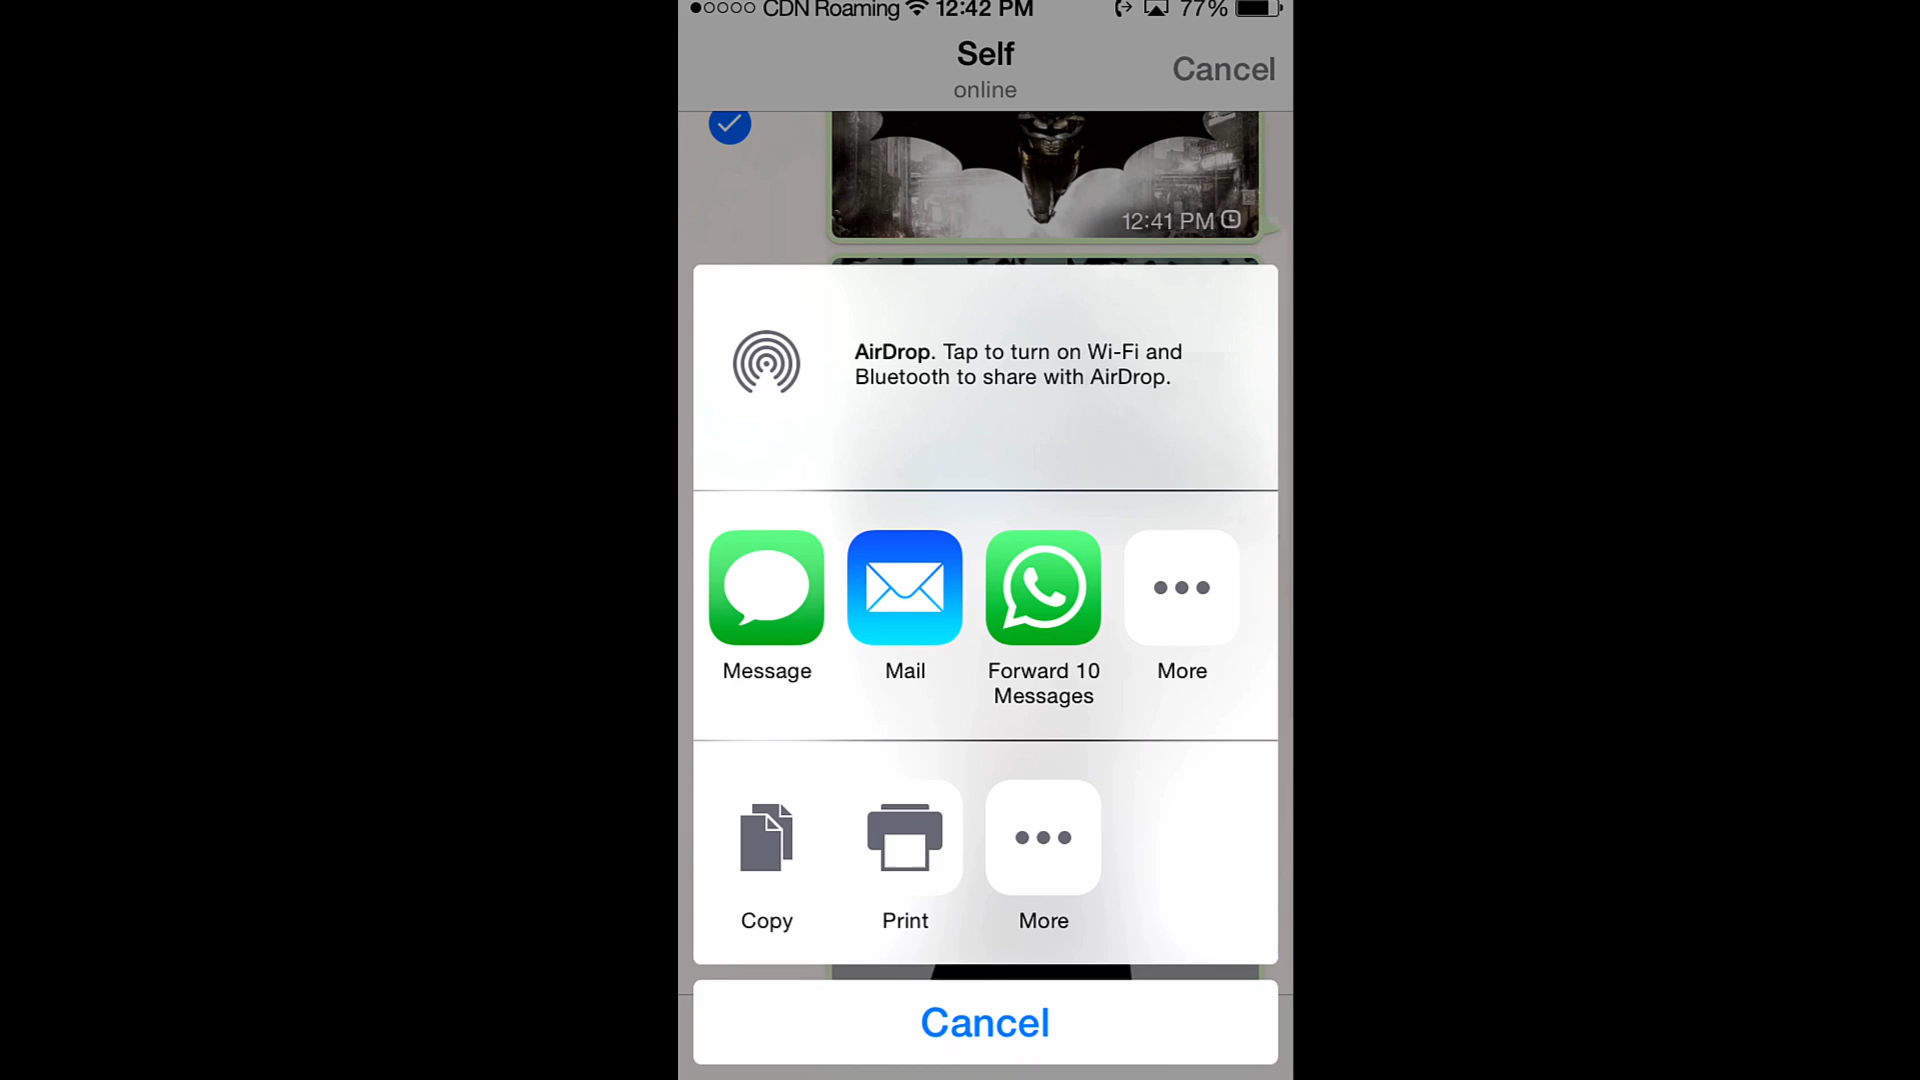 CDN Roaming 12:42 PM 77%
Self
online
Cancel
12:41 PM
AirDrop. Tap to turn on Wi-Fi and
Bluetooth to share with AirDrop.
Message Mail Forward 10 More
Messages
Copy Print More
Cancel